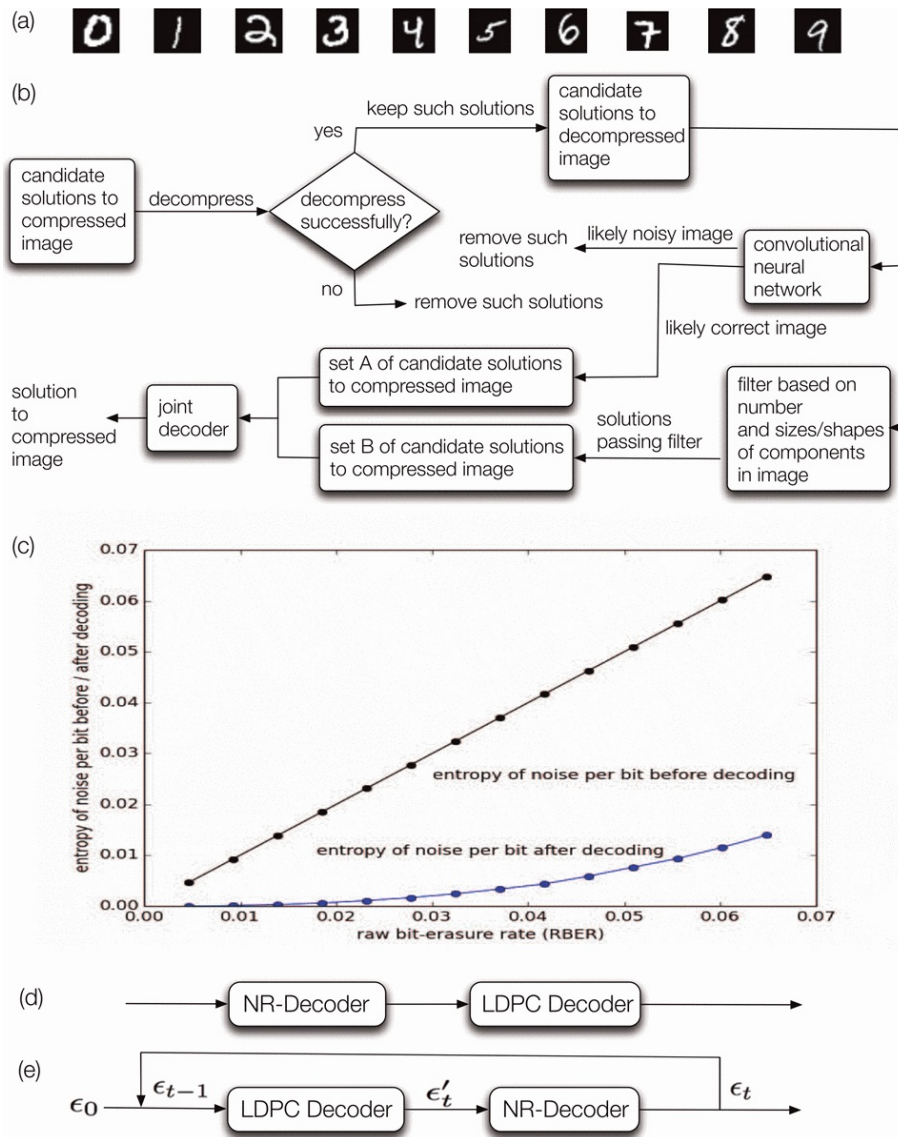 (a) 0 1 2 3 4 5 6 7 8 9
(b)
candidate
solutions to
compressed
image
decompress
decompress
successfully?
yes
keep such solutions
candidate
solutions to
decompressed
image
no
remove such solutions
convolutional
neural
network
likely noisy image
remove such
solutions
likely correct image
filter based on
number
and sizes/shapes
of components
in image
solutions
passing filter
set A of candidate solutions
to compressed image
set B of candidate solutions
to compressed image
joint
decoder
solution
to
compressed
image
(c)
entropy of noise per bit before / after decoding
0.07
0.06
0.05
0.04
0.03
0.02
0.01
0.00
entropy of noise per bit before decoding
entropy of noise per bit after decoding
0.00 0.01 0.02 0.03 0.04 0.05 0.06 0.07
raw bit-erasure rate (RBER)
(d)
NR-Decoder
LDPC Decoder
(e)
ϵ₀
ϵₜ₋₁
LDPC Decoder
ϵ′ₜ
NR-Decoder
ϵₜ